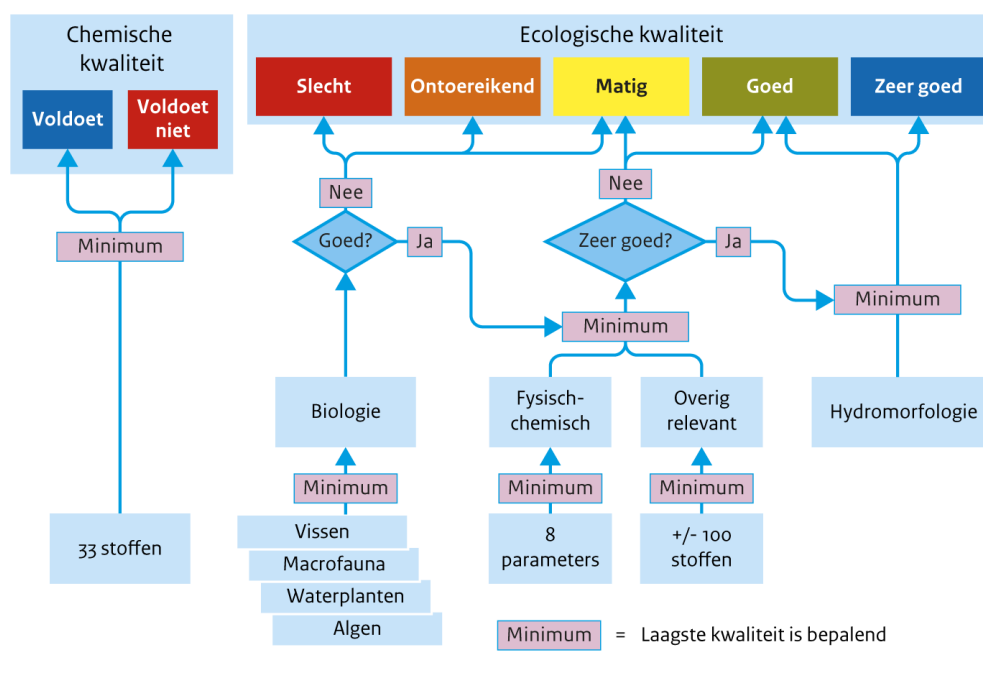 Chemische
kwaliteit
Voldoet
Voldoet
niet
Minimum
33 stoffen
Ecologische kwaliteit
Slecht
Ontoereikend
Matig
Goed
Zeer goed
Nee
Nee
Goed?
Ja
Zeer goed?
Ja
Minimum
Minimum
Biologie
Fysisch-
chemisch
Overig
relevant
Hydromorfologie
Minimum
Minimum
Minimum
Vissen
Macrofauna
Waterplanten
Algen
8
parameters
+/- 100
stoffen
Minimum = Laagste kwaliteit is bepalend